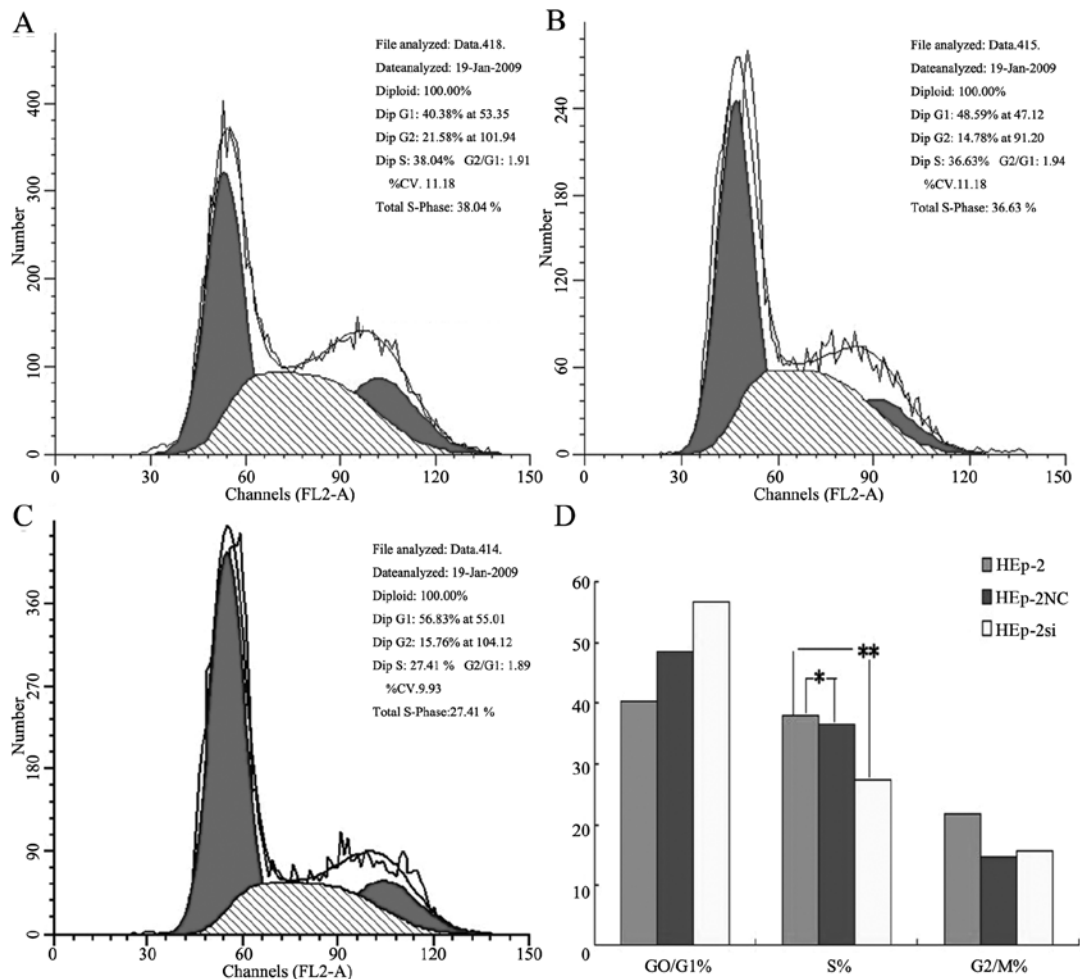 A
File analyzed: Data.418.
Dateanalyzed: 19-Jan-2009
Diploid: 100.00%
Dip G1: 40.38% at 53.35
Dip G2: 21.58% at 101.94
Dip S: 38.04% G2/G1: 1.91
%CV. 11.18
Total S-Phase: 38.04 %
Number
400
300
200
100
0
0 30 60 90 120 150
Channels (FL2-A)
B
File analyzed: Data.415.
Dateanalyzed: 19-Jan-2009
Diploid: 100.00%
Dip G1: 48.59% at 47.12
Dip G2: 14.78% at 91.20
Dip S: 36.63% G2/G1: 1.94
%CV.11.18
Total S-Phase: 36.63 %
Number
240
180
120
60
0
0 30 60 90 120 150
Channels (FL2-A)
C
File analyzed: Data.414.
Dateanalyzed: 19-Jan-2009
Diploid: 100.00%
Dip G1: 56.83% at 55.01
Dip G2: 15.76% at 104.12
Dip S: 27.41 % G2/G1: 1.89
%CV.9.93
Total S-Phase:27.41 %
Number
360
270
180
90
0
0 30 60 90 120 150
Channels (FL2-A)
D
HEp-2
HEp-2NC
HEp-2si
60
50
40
30
20
10
0
**
*
GO/G1% S% G2/M%